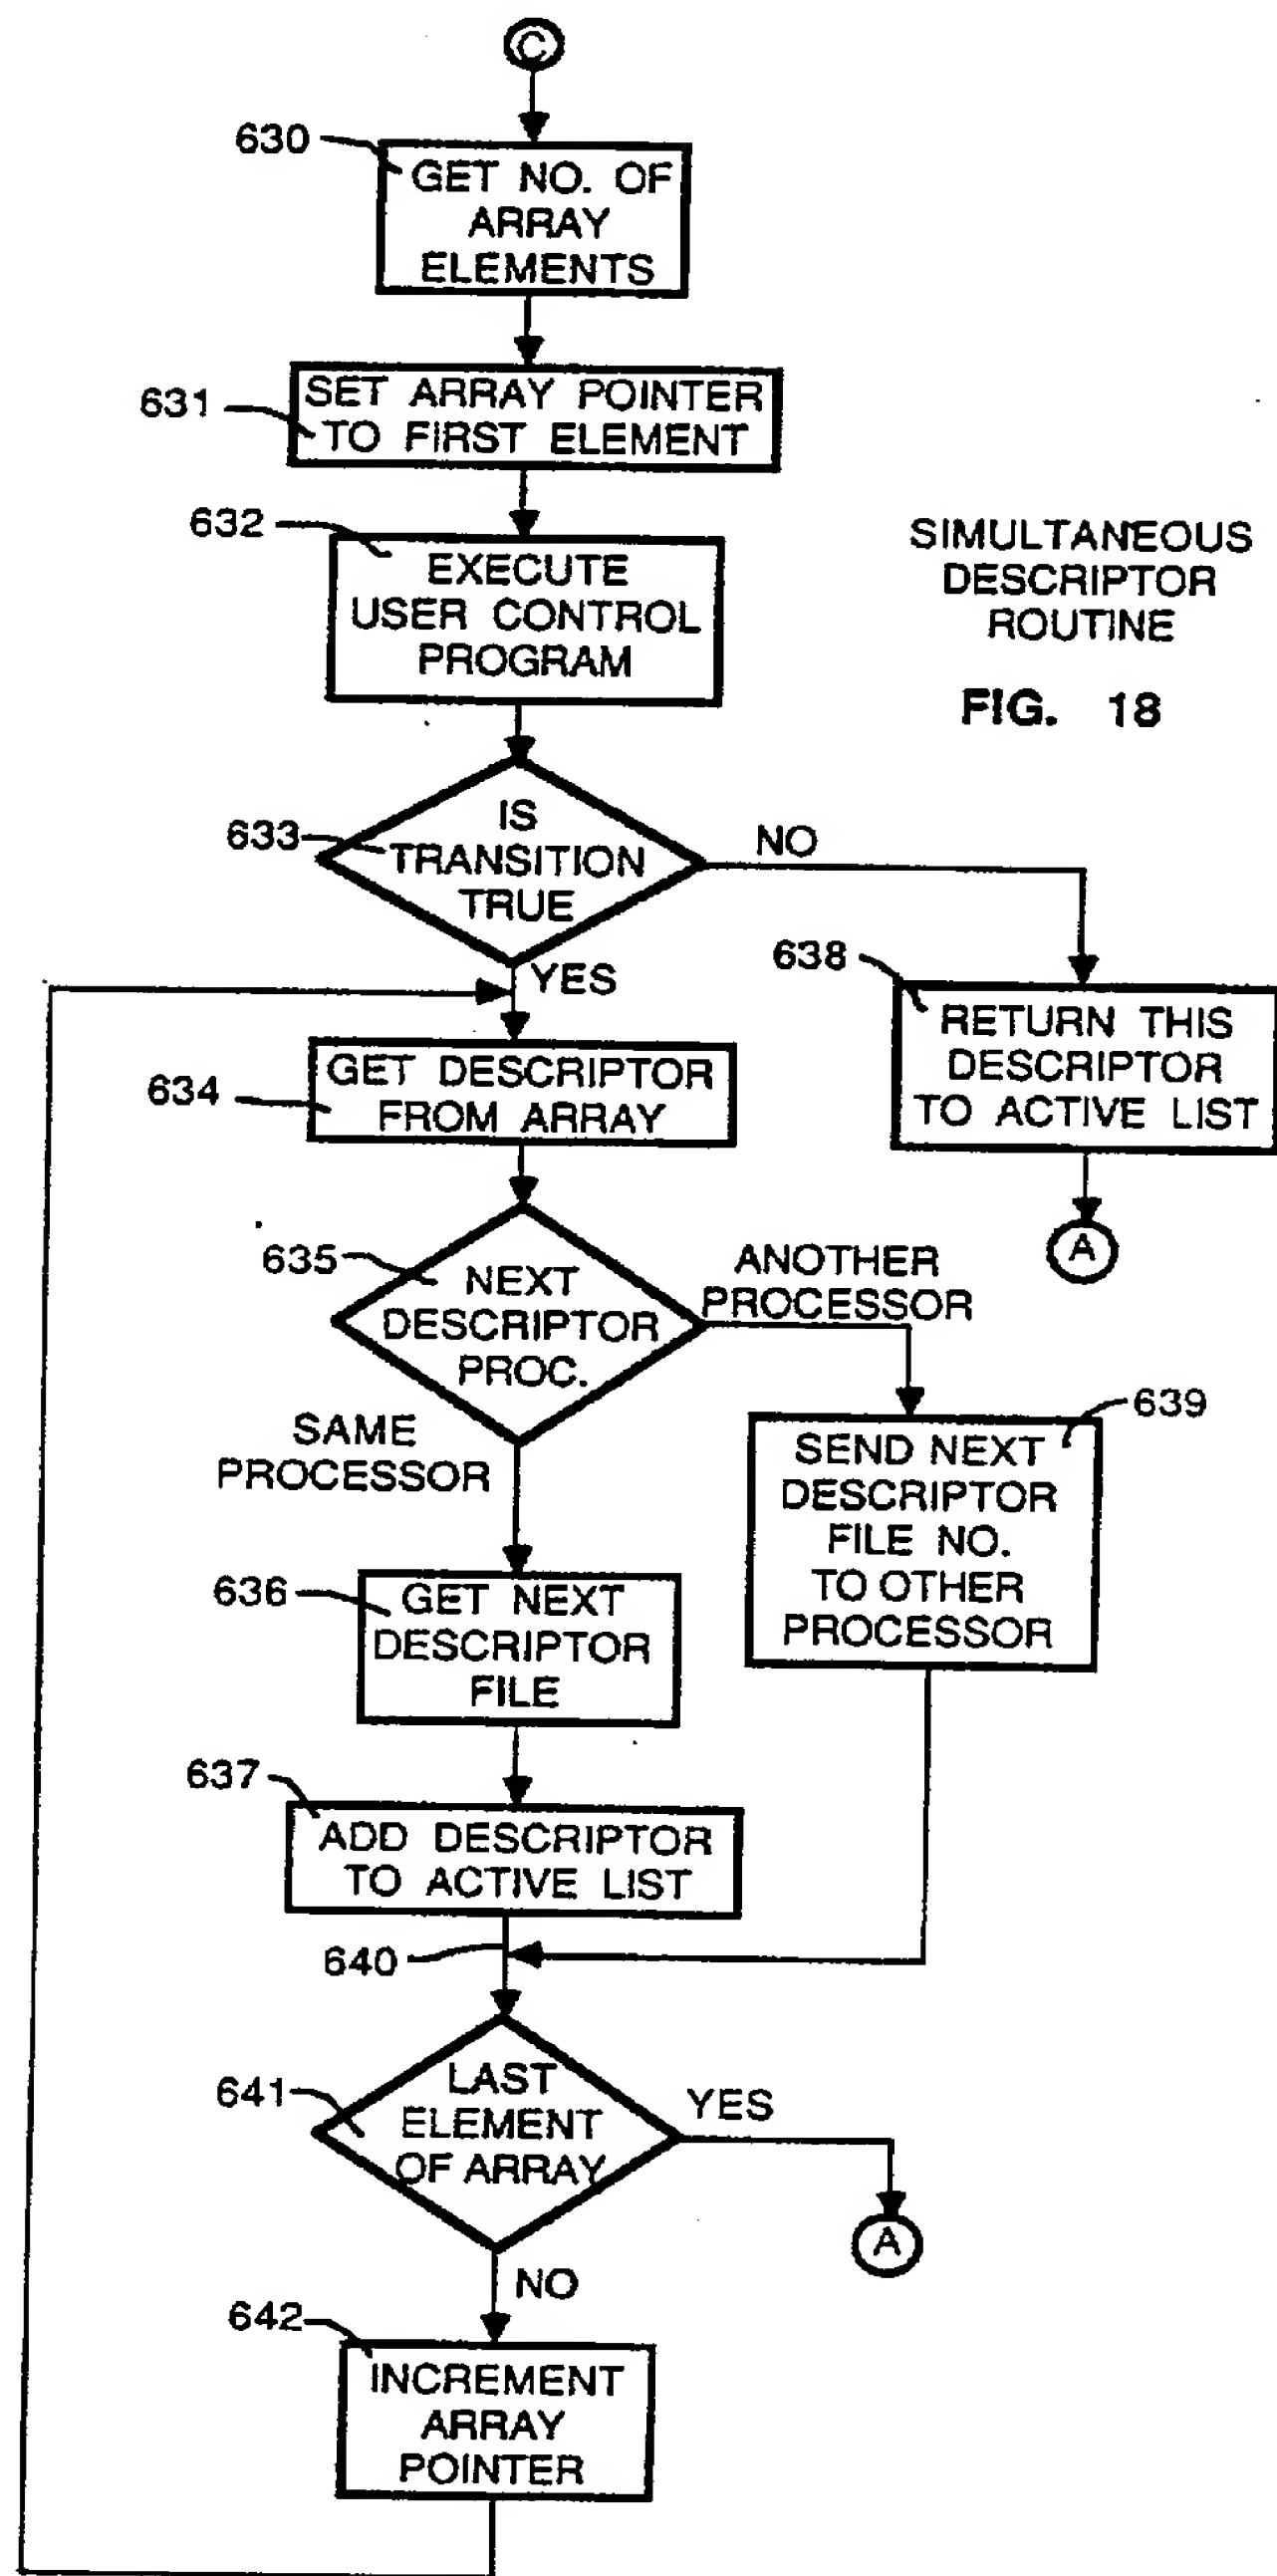 C
630
GET NO. OF
ARRAY
ELEMENTS
631
SET ARRAY POINTER
TO FIRST ELEMENT
632
EXECUTE
USER CONTROL
PROGRAM
SIMULTANEOUS
DESCRIPTOR
ROUTINE
FIG. 18
633
IS
TRANSITION
TRUE
NO
YES
638
RETURN THIS
DESCRIPTOR
TO ACTIVE LIST
A
634
GET DESCRIPTOR
FROM ARRAY
635
NEXT
DESCRIPTOR
PROC.
ANOTHER
PROCESSOR
SAME
PROCESSOR
639
SEND NEXT
DESCRIPTOR
FILE NO.
TO OTHER
PROCESSOR
636
GET NEXT
DESCRIPTOR
FILE
637
ADD DESCRIPTOR
TO ACTIVE LIST
640
641
LAST
ELEMENT
OF ARRAY
YES
A
NO
642
INCREMENT
ARRAY
POINTER